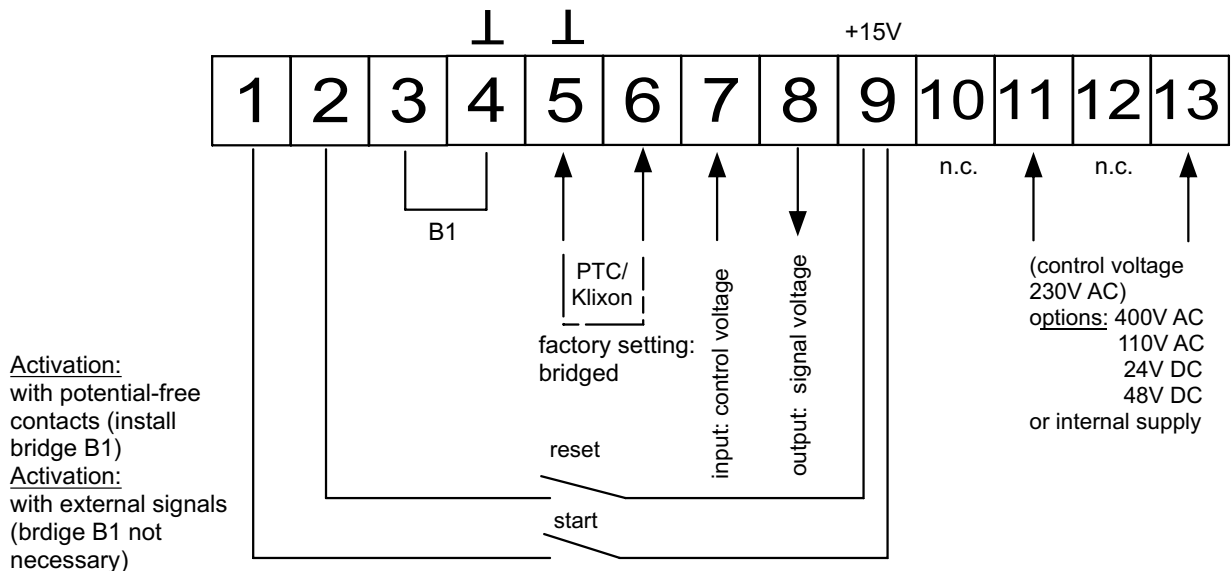 +15V
1 2 3 4 5 6 7 8 9 10 11 12 13
n.c.
n.c.
B1
PTC/
Klixon
factory setting:
bridged
input: control voltage
output: signal voltage
(control voltage
230V AC)
options: 400V AC
110V AC
24V DC
48V DC
or internal supply
Activation:
with potential-free
contacts (install
bridge B1)
Activation:
with external signals
(brdige B1 not
necessary)
reset
start